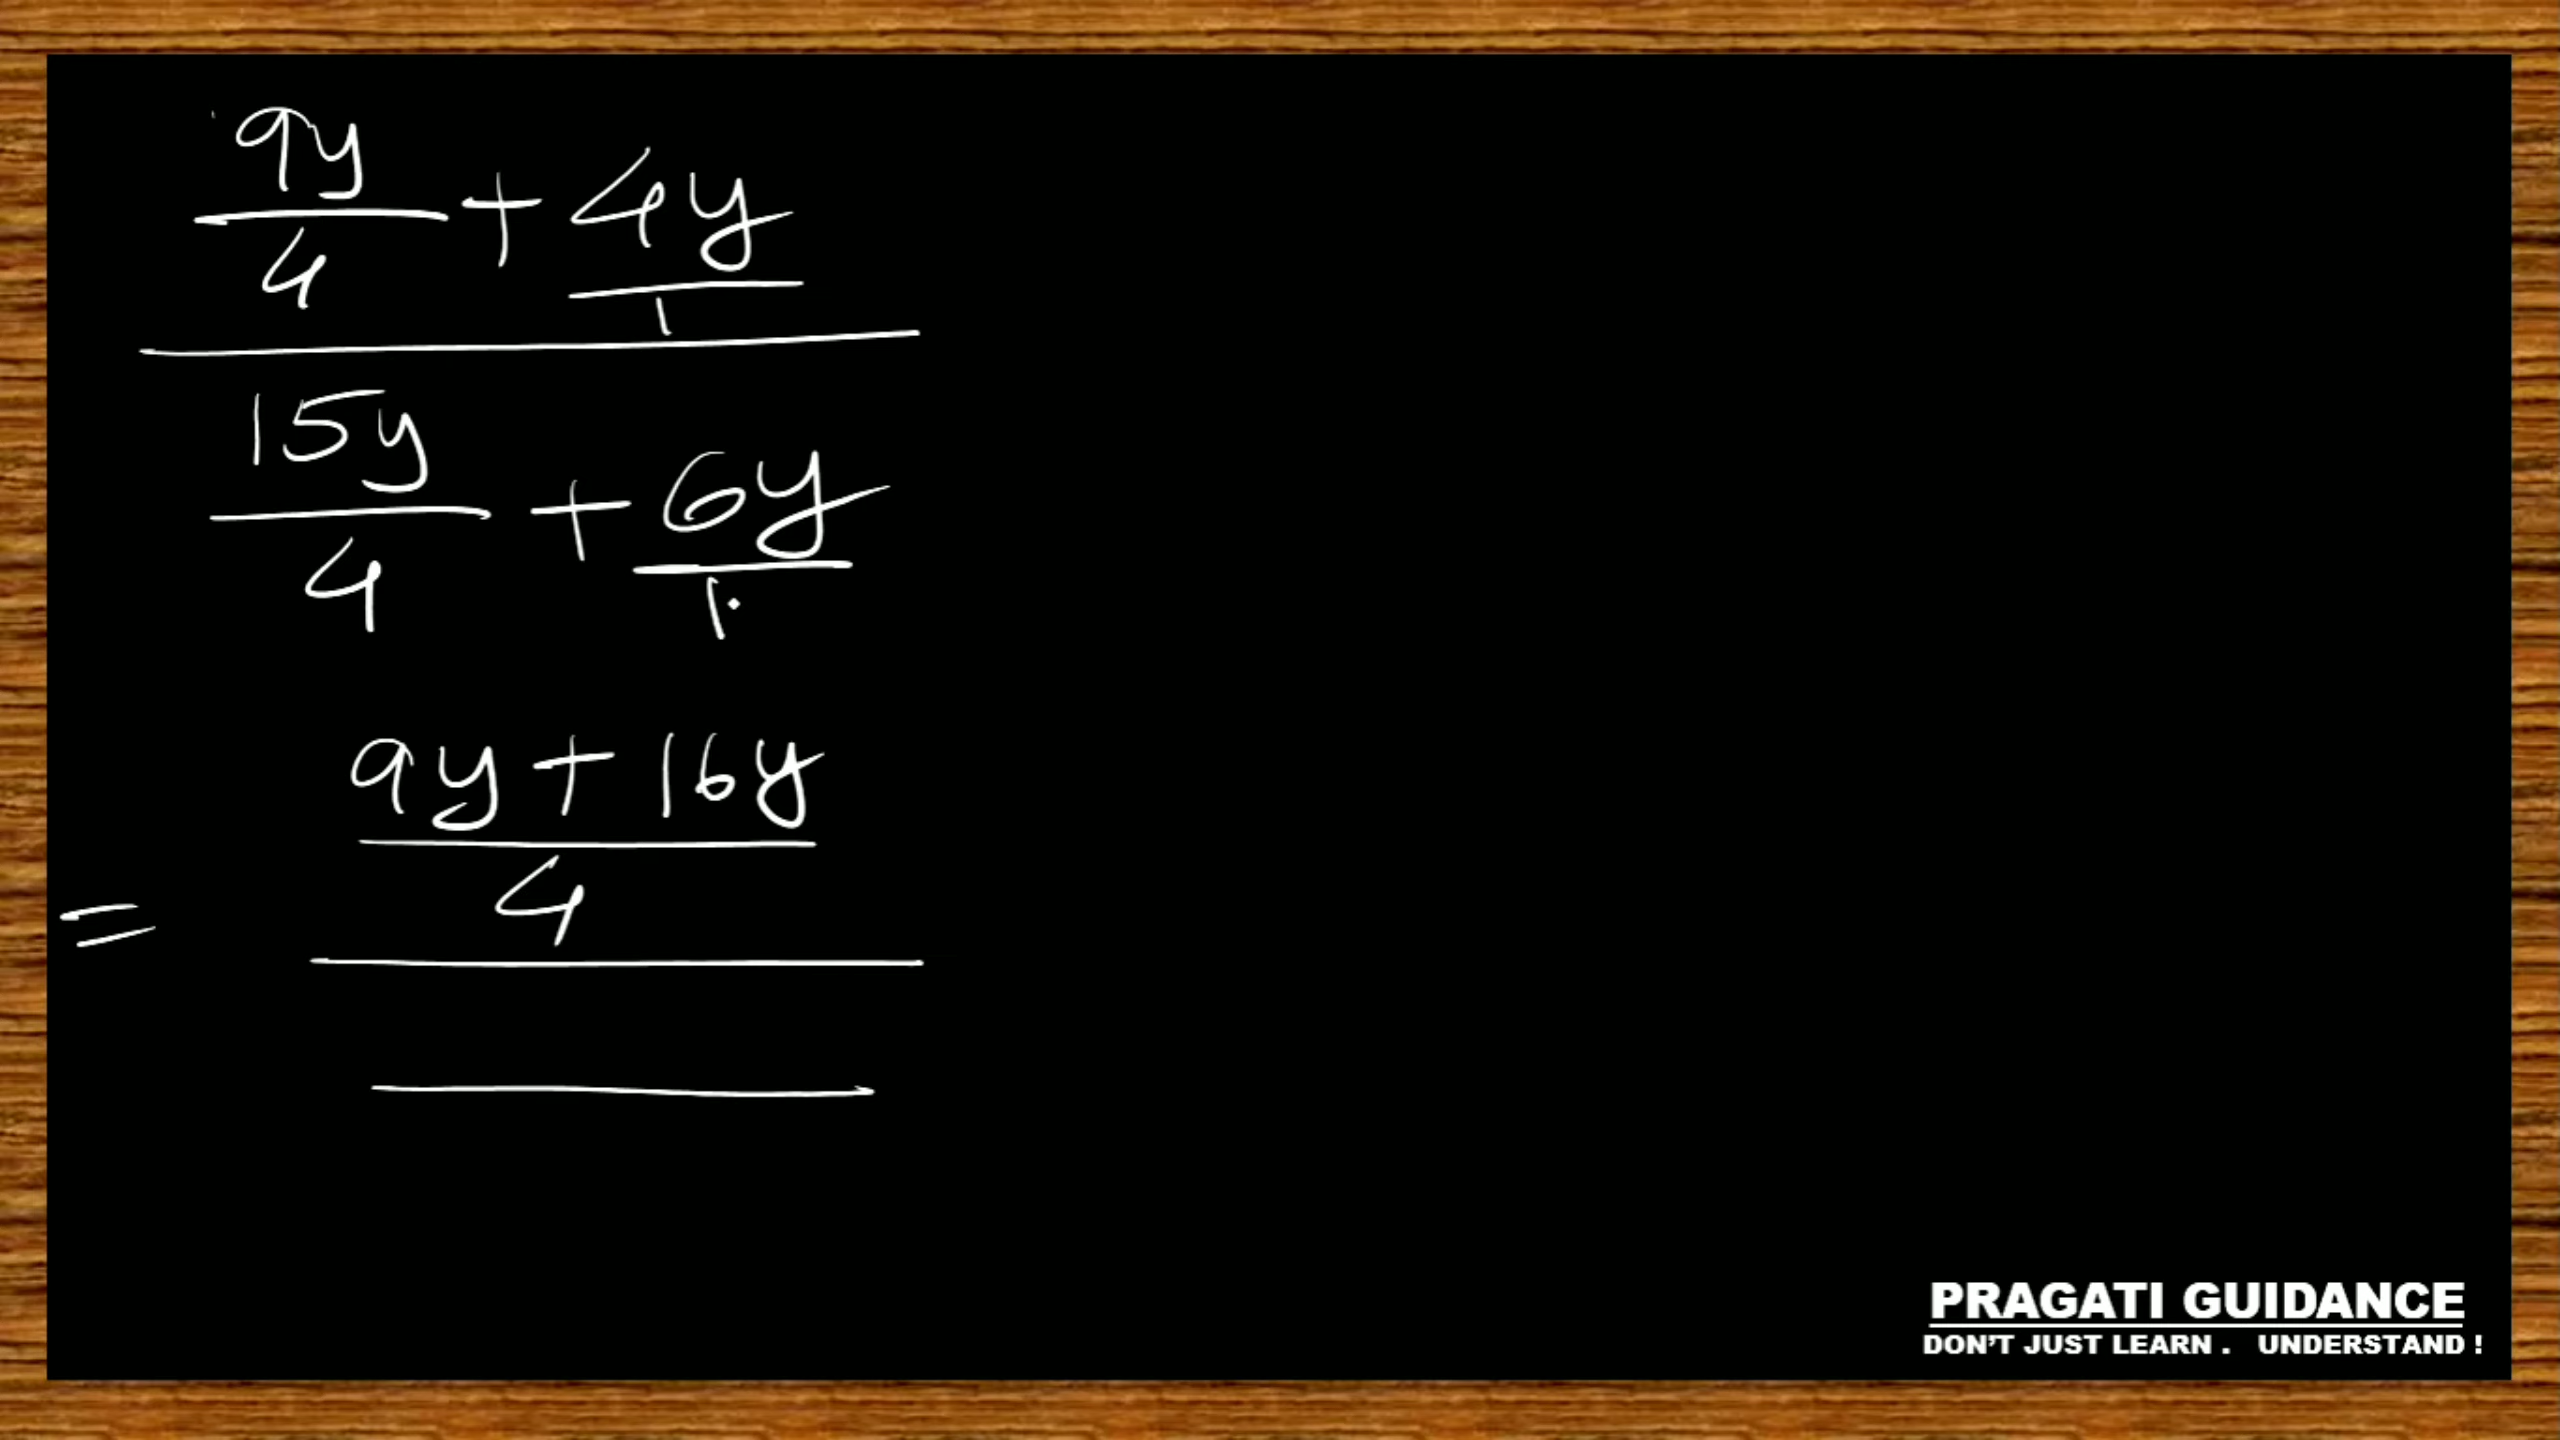 9y/4 + 4y/1
15y/4 + 6y/1
= 9y + 16y
4
PRAGATI GUIDANCE
DON'T JUST LEARN . UNDERSTAND !